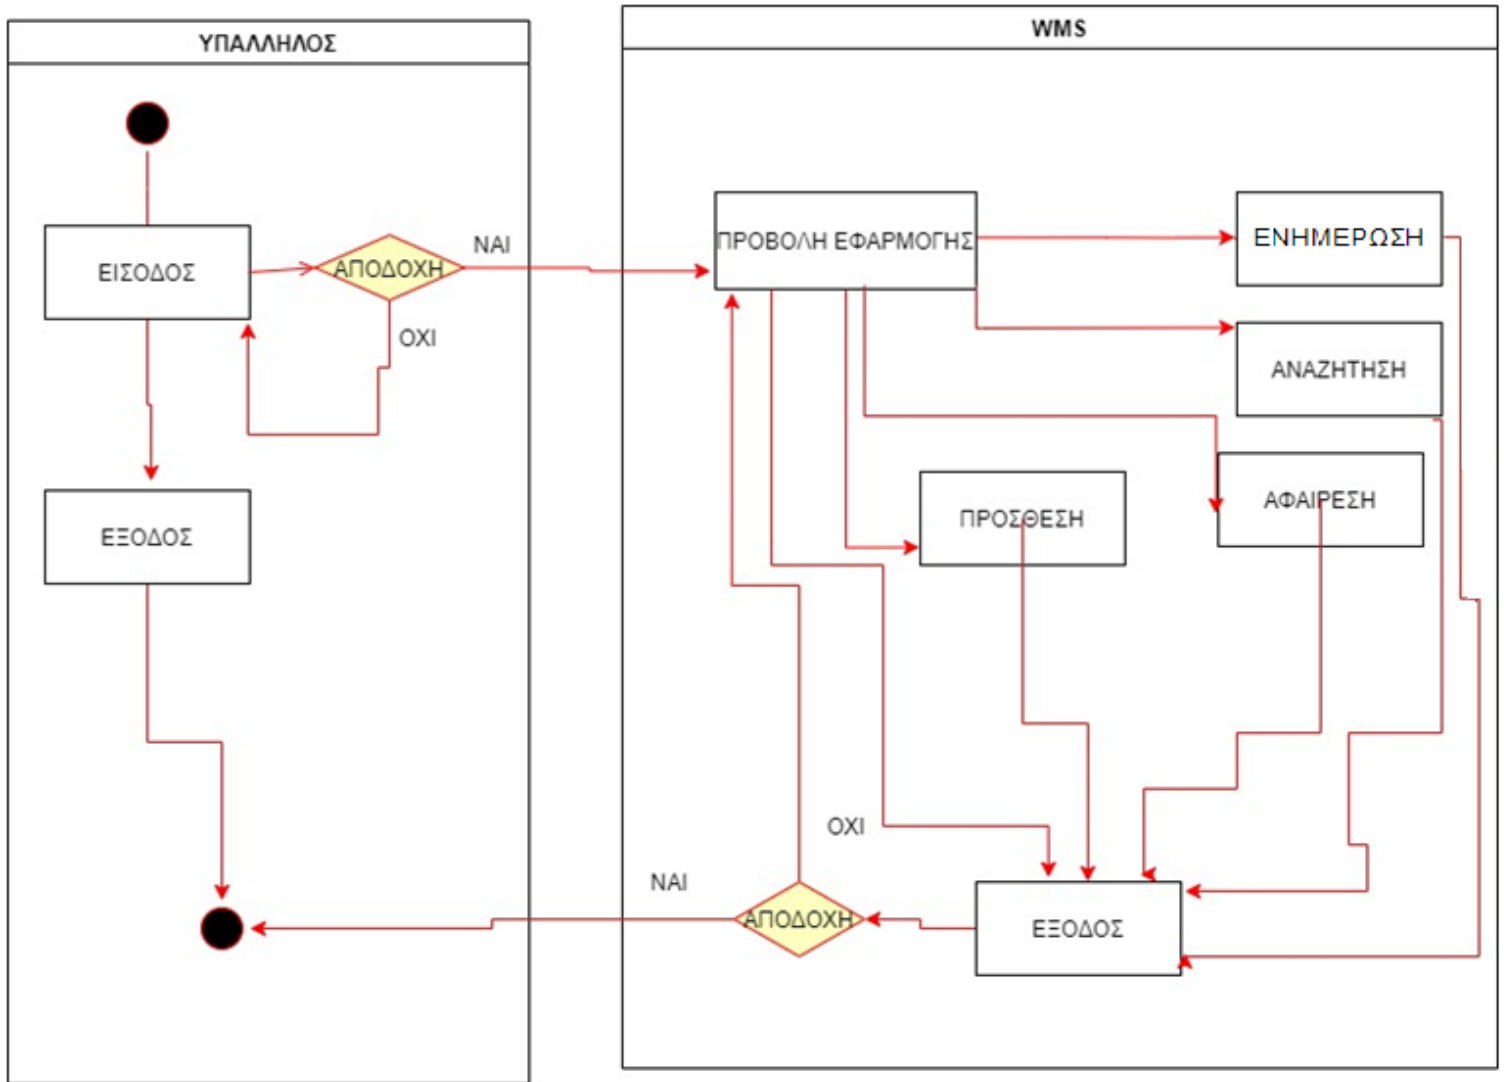 ΥΠΑΛΛΗΛΟΣ
ΕΙΣΟΔΟΣ
ΑΠΟΔΟΧΗ
ΝΑΙ
ΟΧΙ
ΕΞΟΔΟΣ
WMS
ΠΡΟΒΟΛΗ ΕΦΑΡΜΟΓΗΣ
ΕΝΗΜΕΡΩΣΗ
ΑΝΑΖΗΤΗΣΗ
ΑΦΑΙΡΕΣΗ
ΠΡΟΣΘΕΣΗ
ΟΧΙ
ΝΑΙ
ΑΠΟΔΟΧΗ
ΕΞΟΔΟΣ